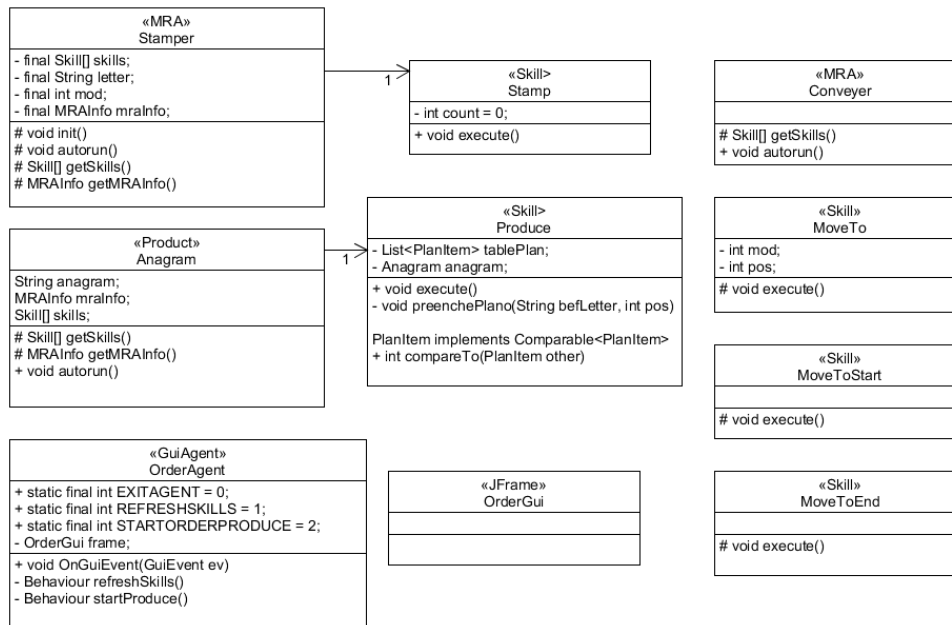 «MRA»
Stamper
- final Skill[] skills;
- final String letter;
- final int mod;
- final MRAInfo mraInfo;
# void init()
# void autorun()
# Skill[] getSkills()
# MRAInfo getMRAInfo()
1
«Skill>
Stamp
- int count = 0;
+ void execute()
«MRA»
Conveyer
# Skill[] getSkills()
+ void autorun()
«Product»
Anagram
String anagram;
MRAInfo mraInfo;
Skill[] skills;
# Skill[] getSkills()
# MRAInfo getMRAInfo()
+ void autorun()
1
«Skill>
Produce
- List<PlanItem> tablePlan;
- Anagram anagram;
+ void execute()
- void preenchePlano(String befLetter, int pos)
PlanItem implements Comparable<PlanItem>
+ int compareTo(PlanItem other)
«Skill»
MoveTo
- int mod;
- int pos;
# void execute()
«Skill»
MoveToStart
# void execute()
«GuiAgent»
OrderAgent
+ static final int EXITAGENT = 0;
+ static final int REFRESHSKILLS = 1;
+ static final int STARTORDERPRODUCE = 2;
- OrderGui frame;
+ void OnGuiEvent(GuiEvent ev)
- Behaviour refreshSkills()
- Behaviour startProduce()
«JFrame»
OrderGui
«Skill»
MoveToEnd
# void execute()